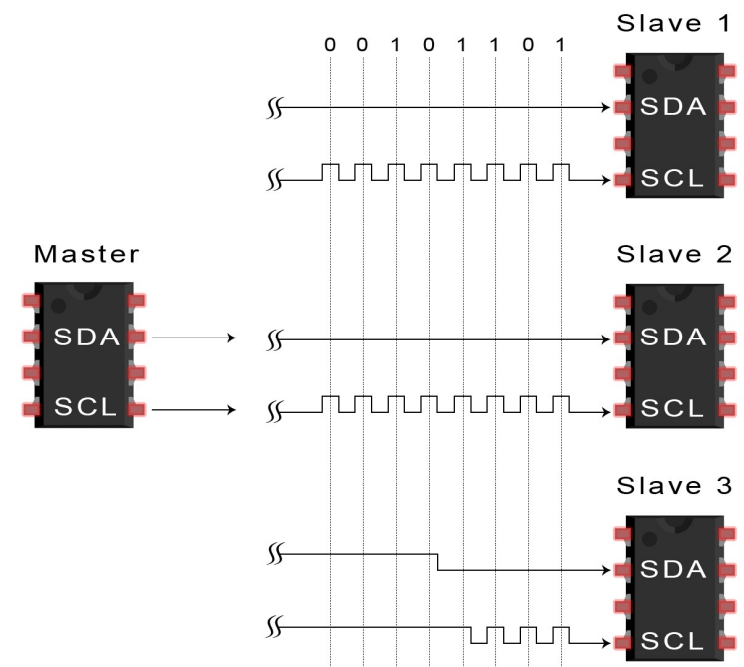 Slave 1
0 0 1 0 1 1 0 1
SDA
SCL
Master
SDA
SCL
Slave 2
SDA
SCL
Slave 3
SDA
SCL